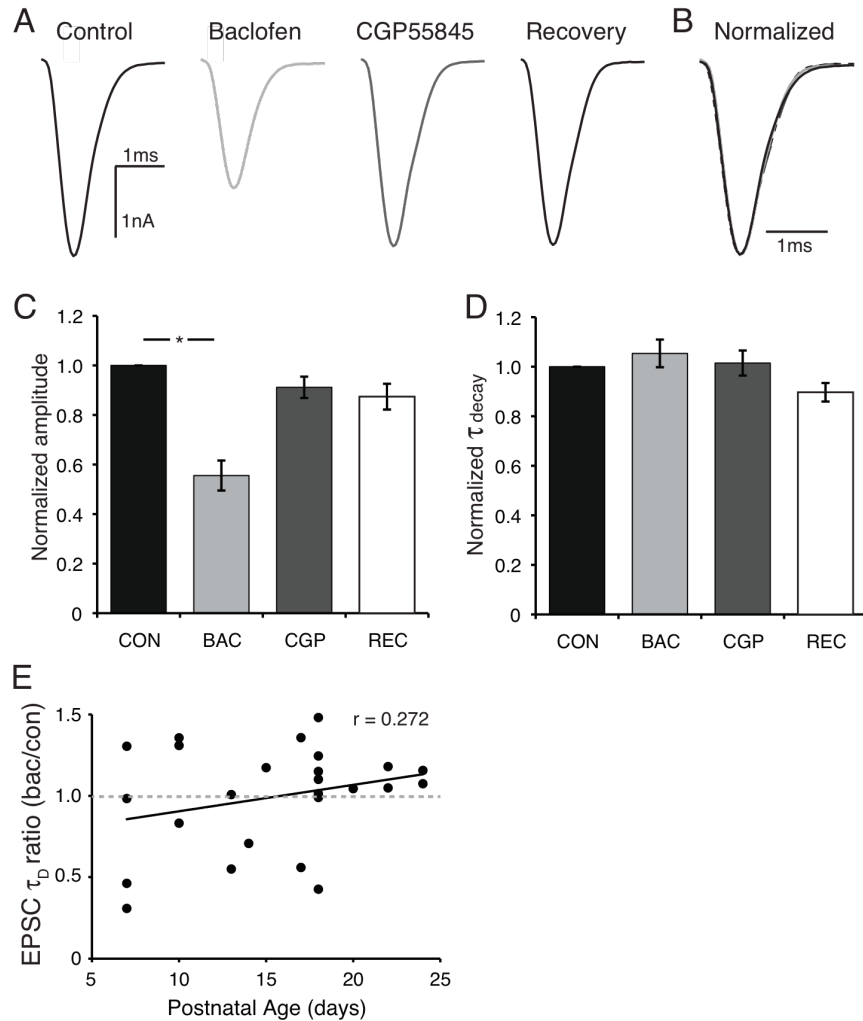 A
Control
Baclofen
CGP55845
Recovery
B
Normalized
1ms
1nA
1ms
C
1.2
1.0
0.8
0.6
0.4
0.2
0
Normalized amplitude
*
CON
BAC
CGP
REC
D
1.2
1.0
0.8
0.6
0.4
0.2
0
Normalized τ decay
CON
BAC
CGP
REC
E
1.5
1.0
0.5
0
EPSC τD ratio (bac/con)
r = 0.272
5
10
15
20
25
Postnatal Age (days)